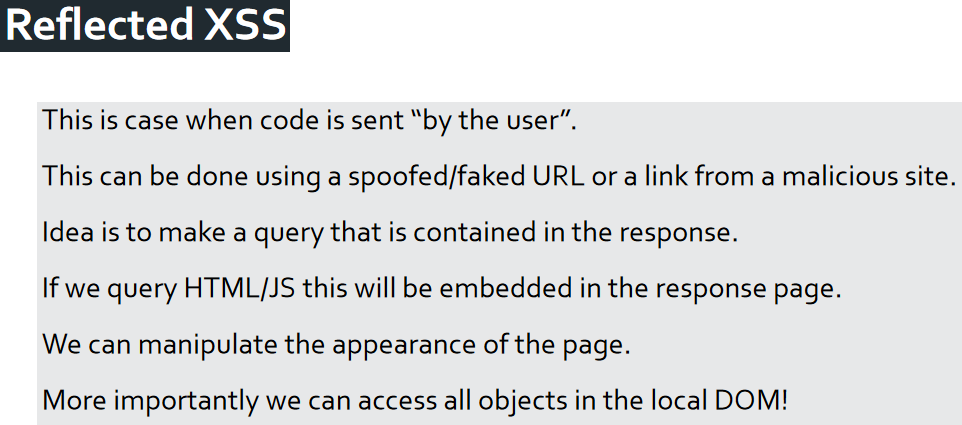 Reflected XSS
This is case when code is sent “by the user”.
This can be done using a spoofed/faked URL or a link from a malicious site.
Idea is to make a query that is contained in the response.
If we query HTML/JS this will be embedded in the response page.
We can manipulate the appearance of the page.
More importantly we can access all objects in the local DOM!